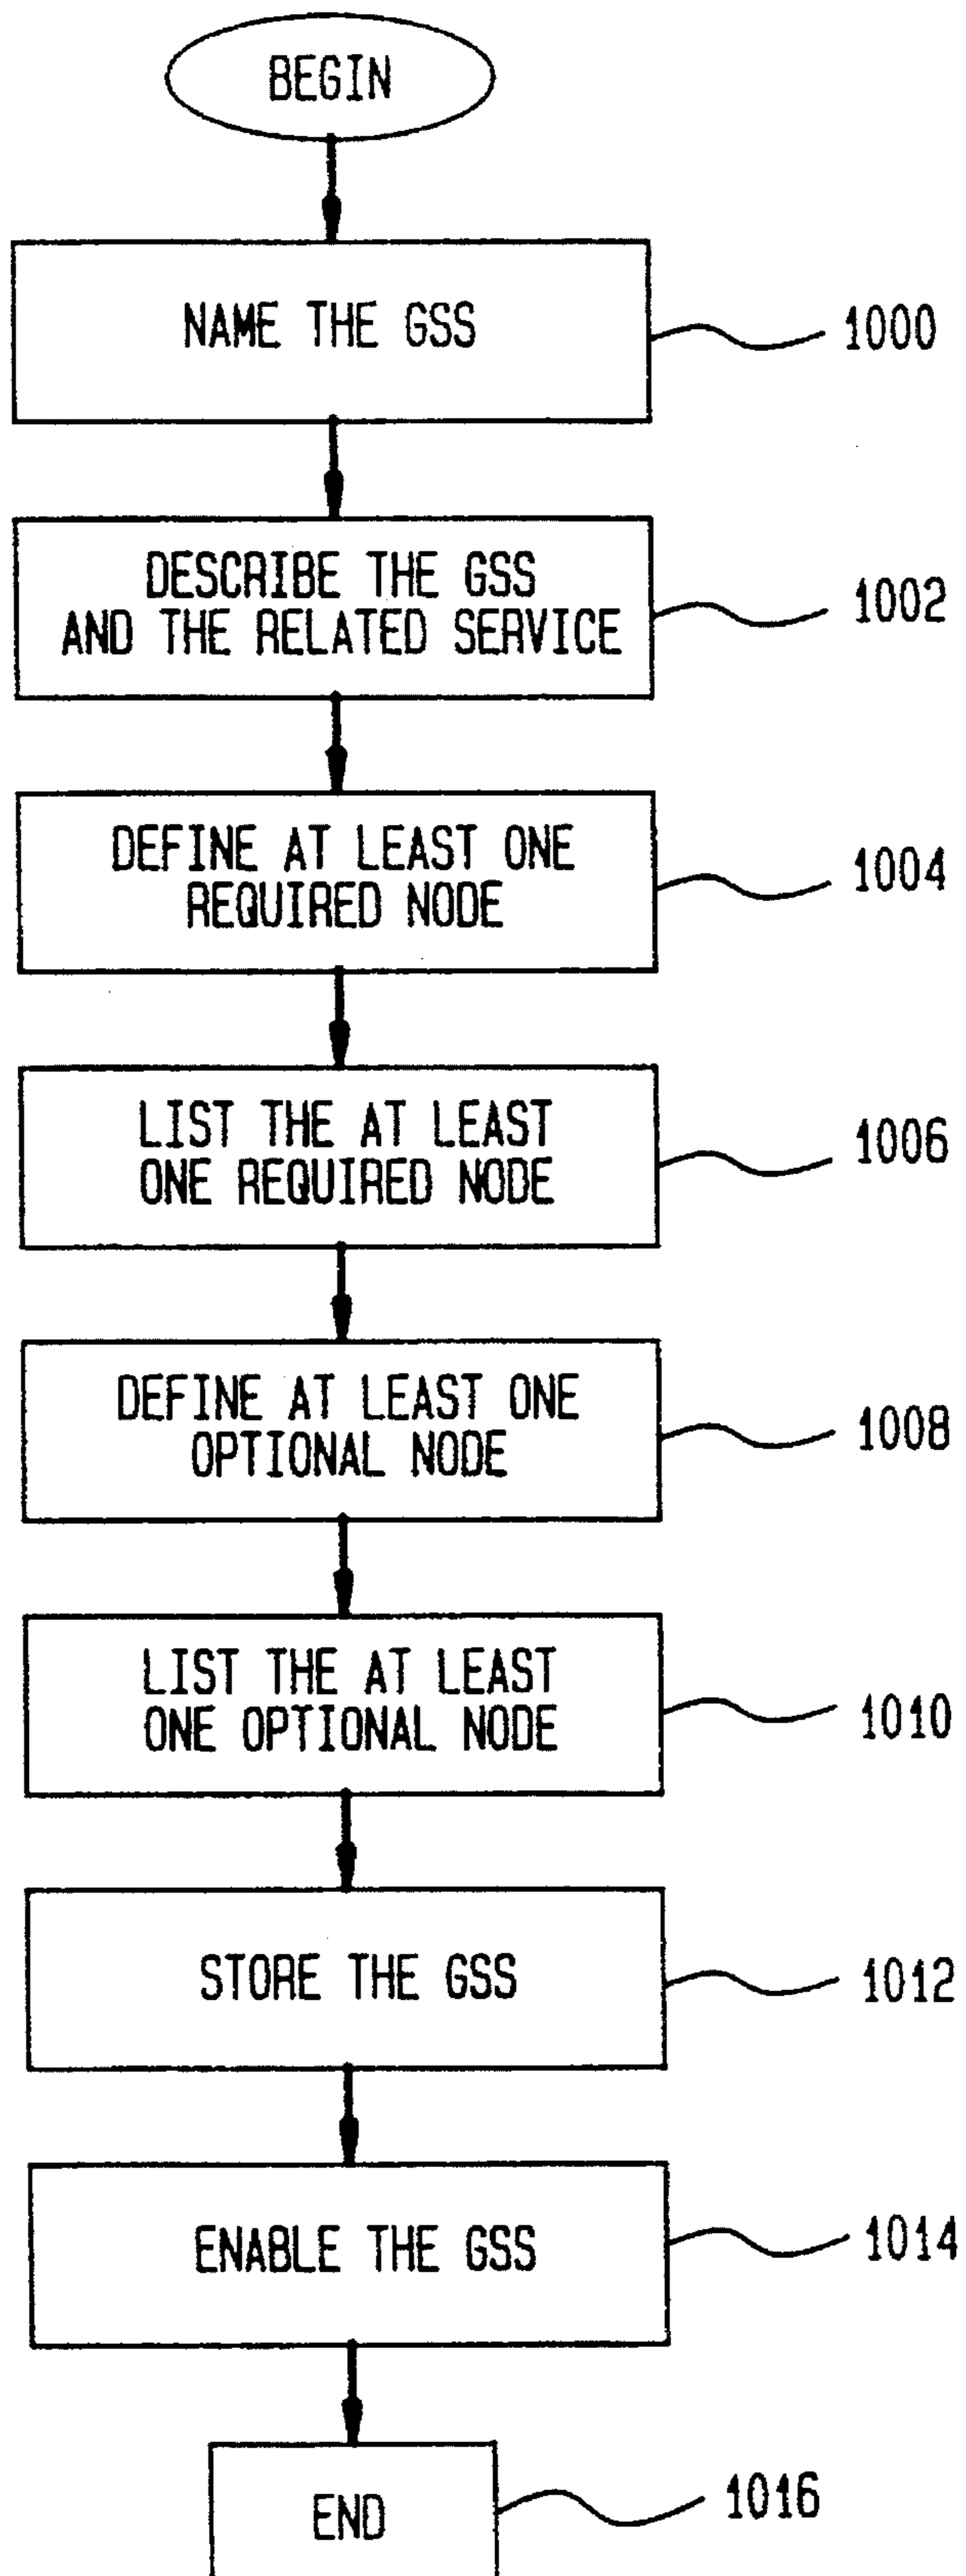 BEGIN
NAME THE GSS
1000
DESCRIBE THE GSS
AND THE RELATED SERVICE
1002
DEFINE AT LEAST ONE
REQUIRED NODE
1004
LIST THE AT LEAST
ONE REQUIRED NODE
1006
DEFINE AT LEAST ONE
OPTIONAL NODE
1008
LIST THE AT LEAST
ONE OPTIONAL NODE
1010
STORE THE GSS
1012
ENABLE THE GSS
1014
END
1016